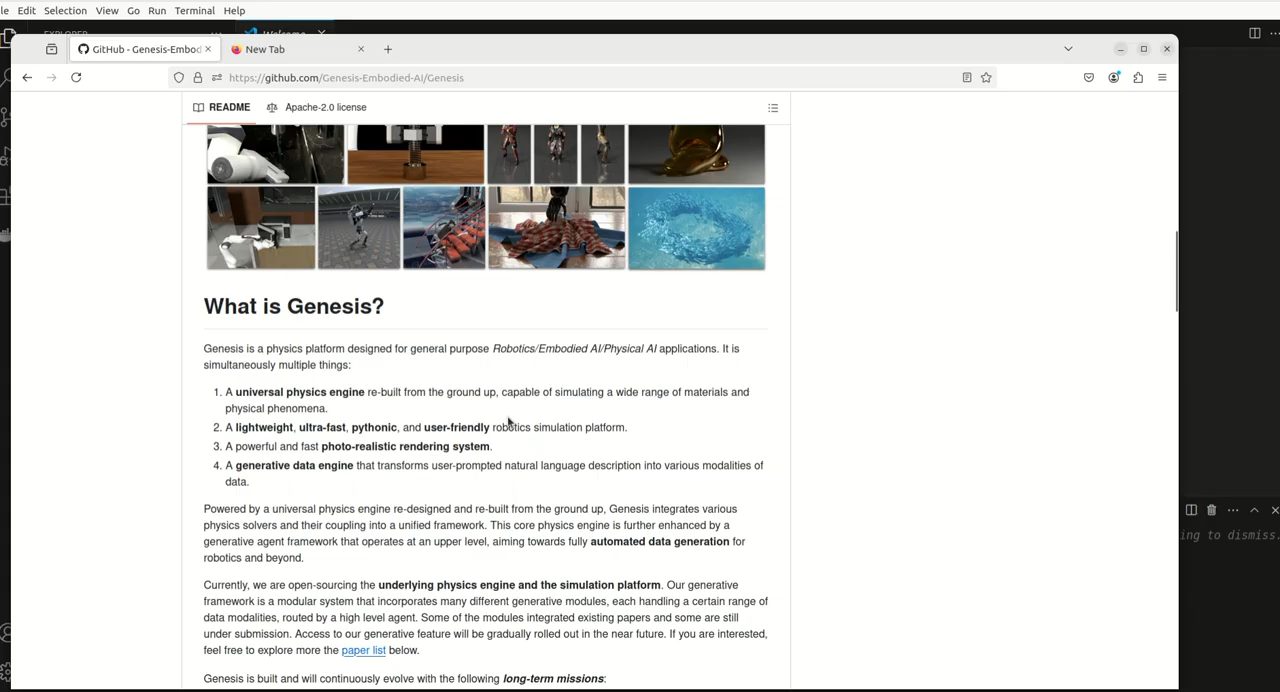 Edit Selection View Go Run Terminal Help
GitHub - Genesis-Embod
New Tab
https://github.com/Genesis-Embodied-AI/Genesis
README
Apache-2.0 license
What is Genesis?
Genesis is a physics platform designed for general purpose Robotics/Embodied AI/Physical AI applications. It is
simultaneously multiple things:
1. A universal physics engine re-built from the ground up, capable of simulating a wide range of materials and
physical phenomena.
2. A lightweight, ultra-fast, pythonic, and user-friendly robotics simulation platform.
3. A powerful and fast photo-realistic rendering system.
4. A generative data engine that transforms user-prompted natural language description into various modalities of
data.
Powered by a universal physics engine re-designed and re-built from the ground up, Genesis integrates various
physics solvers and their coupling into a unified framework. This core physics engine is further enhanced by a
generative agent framework that operates at an upper level, aiming towards fully automated data generation for
robotics and beyond.
ing to dismiss.
Currently, we are open-sourcing the underlying physics engine and the simulation platform. Our generative
framework is a modular system that incorporates many different generative modules, each handling a certain range of
data modalities, routed by a high level agent. Some of the modules integrated existing papers and some are still
under submission. Access to our generative feature will be gradually rolled out in the near future. If you are interested,
feel free to explore more the paper list below.
Genesis is built and will continuously evolve with the following long-term missions: